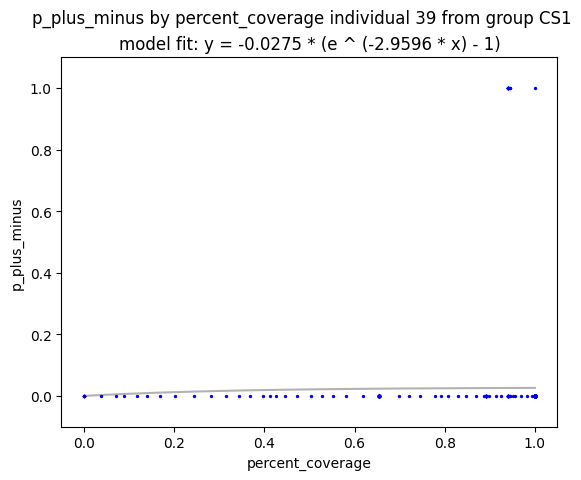 p_plus_minus by percent_coverage individual 39 from group CS1
model fit: y = -0.0275 * (e ^ (-2.9596 * x) - 1)
1.0
0.8
0.6
0.4
0.2
0.0
p_plus_minus
0.0 0.2 0.4 0.6 0.8 1.0
percent_coverage